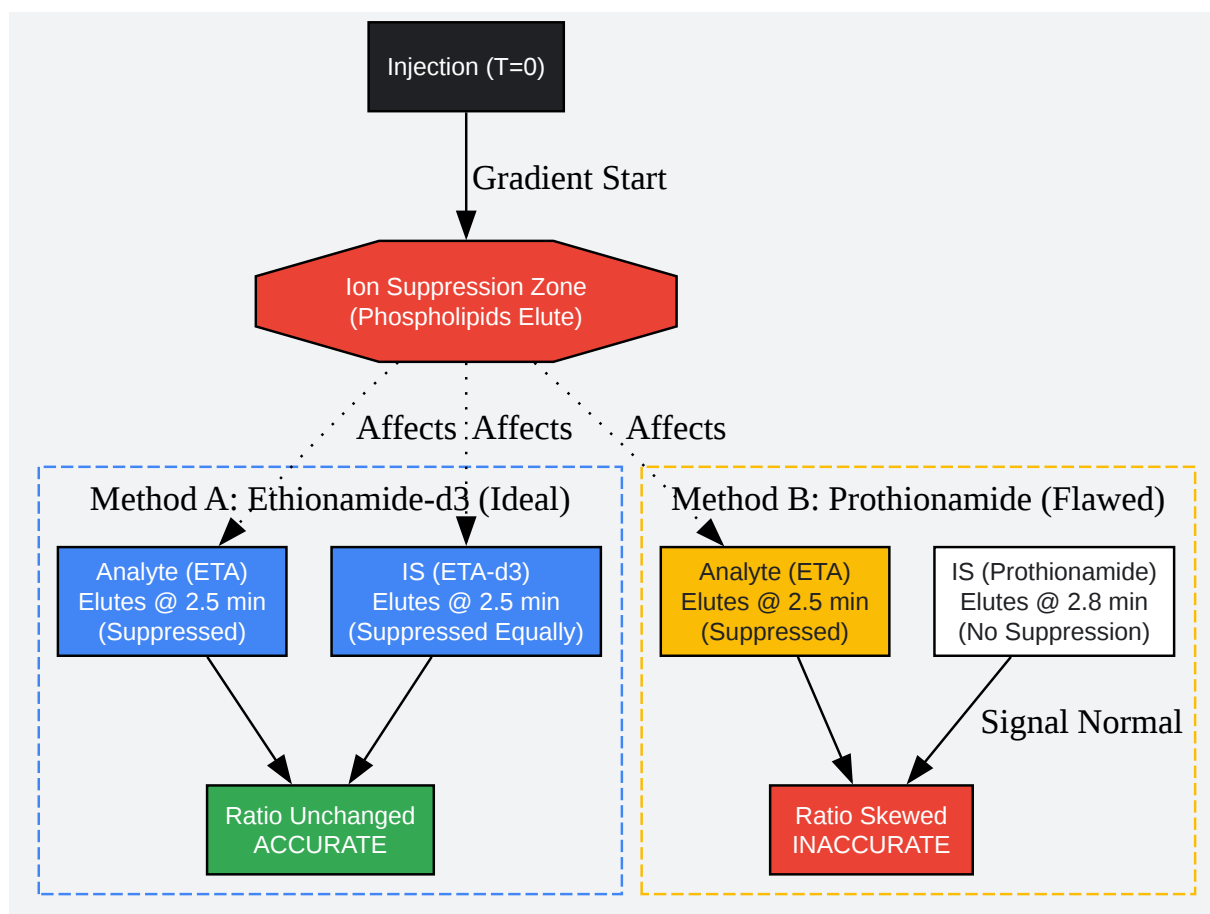 Injection (T=0)
Gradient Start
Ion Suppression Zone
(Phospholipids Elute)
Affects
Affects
Affects
Method A: Ethionamide-d3 (Ideal)
Analyte (ETA)
Elutes @ 2.5 min
(Suppressed)
IS (ETA-d3)
Elutes @ 2.5 min
(Suppressed Equally)
Ratio Unchanged
ACCURATE
Method B: Prothionamide (Flawed)
Analyte (ETA)
Elutes @ 2.5 min
(Suppressed)
IS (Prothionamide)
Elutes @ 2.8 min
(No Suppression)
Signal Normal
Ratio Skewed
INACCURATE